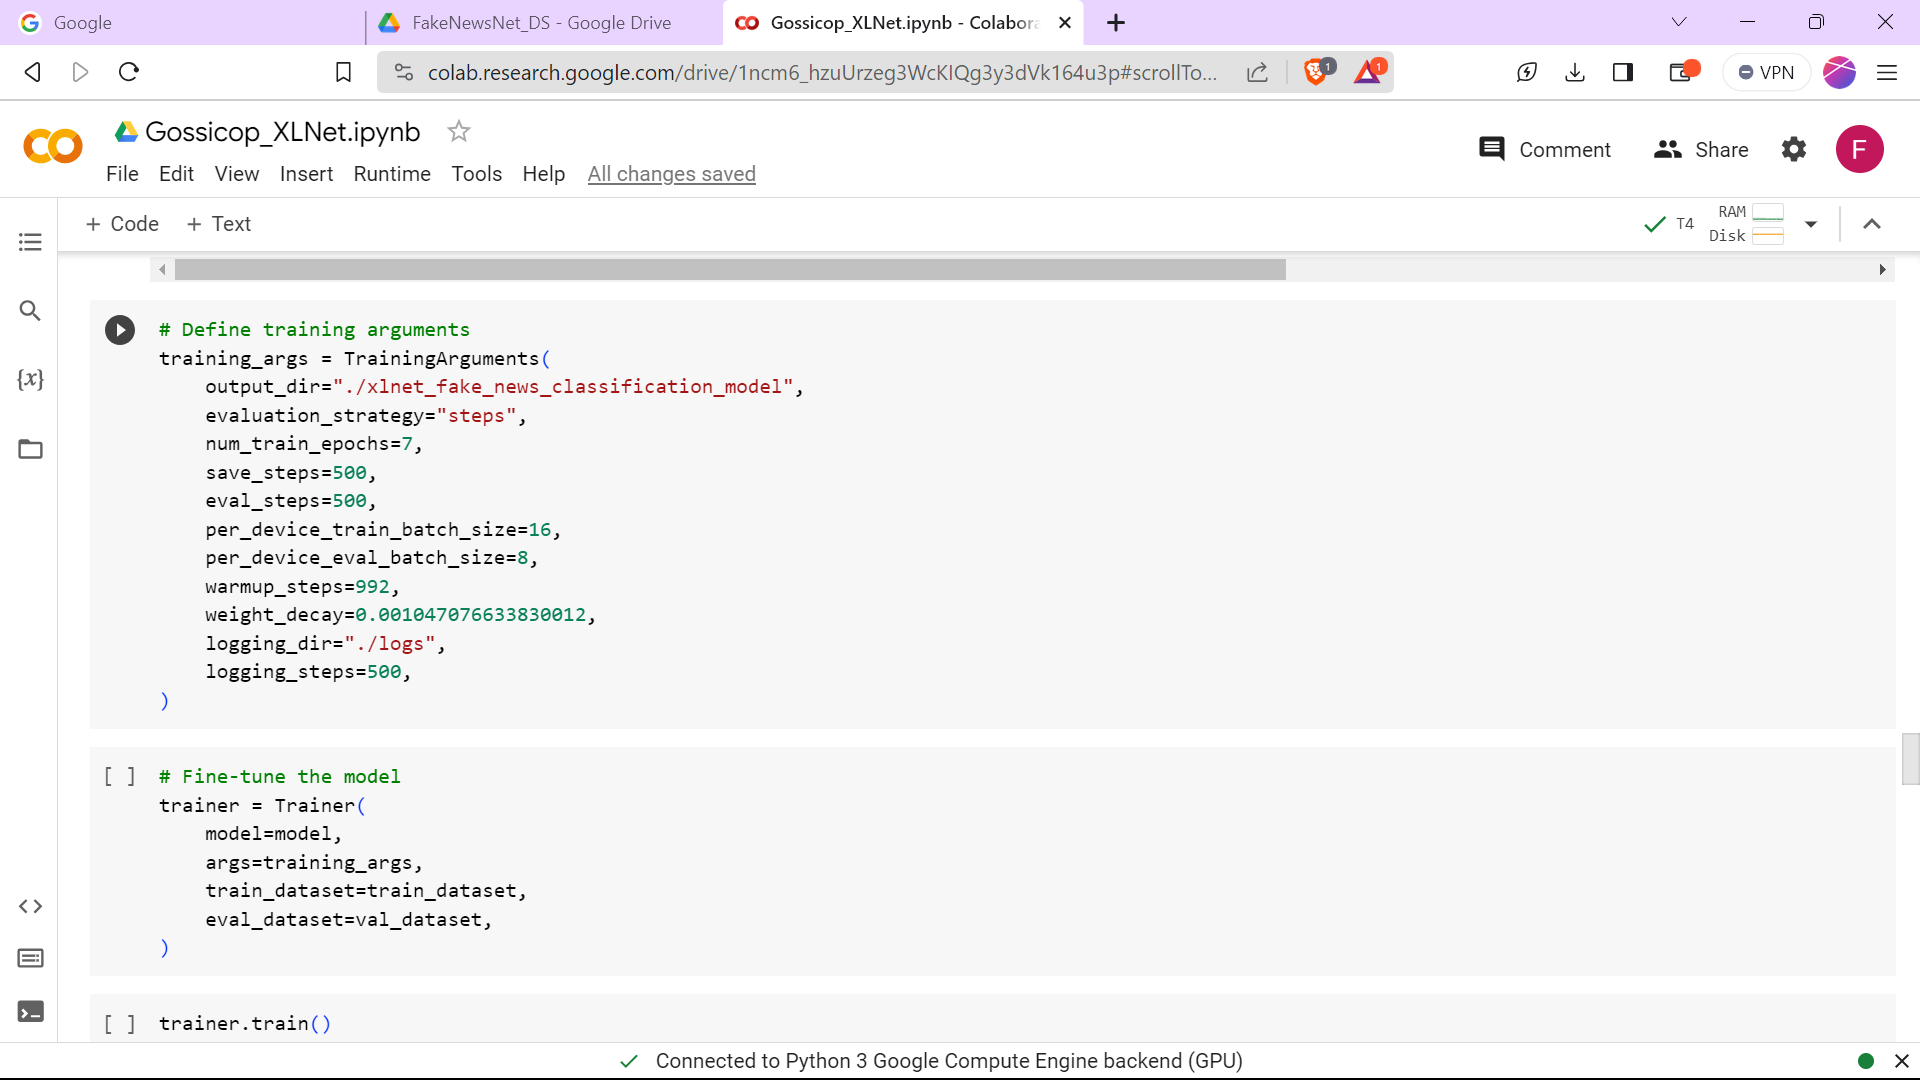 Google
FakeNewsNet_DS - Google Drive
Gossicop_XLNet.ipynb - Colabora
colab.research.google.com/drive/1ncm6_hzuUrzeg3WcKIQg3y3dVk164u3p#scrollTo...
1
1
VPN
Gossicop_XLNet.ipynb
Comment
Share
F
File Edit View Insert Runtime Tools Help All changes saved
+ Code + Text
T4
RAM
Disk
# Define training arguments
training_args = TrainingArguments(
output_dir="./xlnet_fake_news_classification_model",
evaluation_strategy="steps",
num_train_epochs=7,
save_steps=500,
eval_steps=500,
per_device_train_batch_size=16,
per_device_eval_batch_size=8,
warmup_steps=992,
weight_decay=0.001047076633830012,
logging_dir="./logs",
logging_steps=500,
)
[ ] # Fine-tune the model
trainer = Trainer(
model=model,
args=training_args,
train_dataset=train_dataset,
eval_dataset=val_dataset,
)
[ ] trainer.train()
Connected to Python 3 Google Compute Engine backend (GPU)